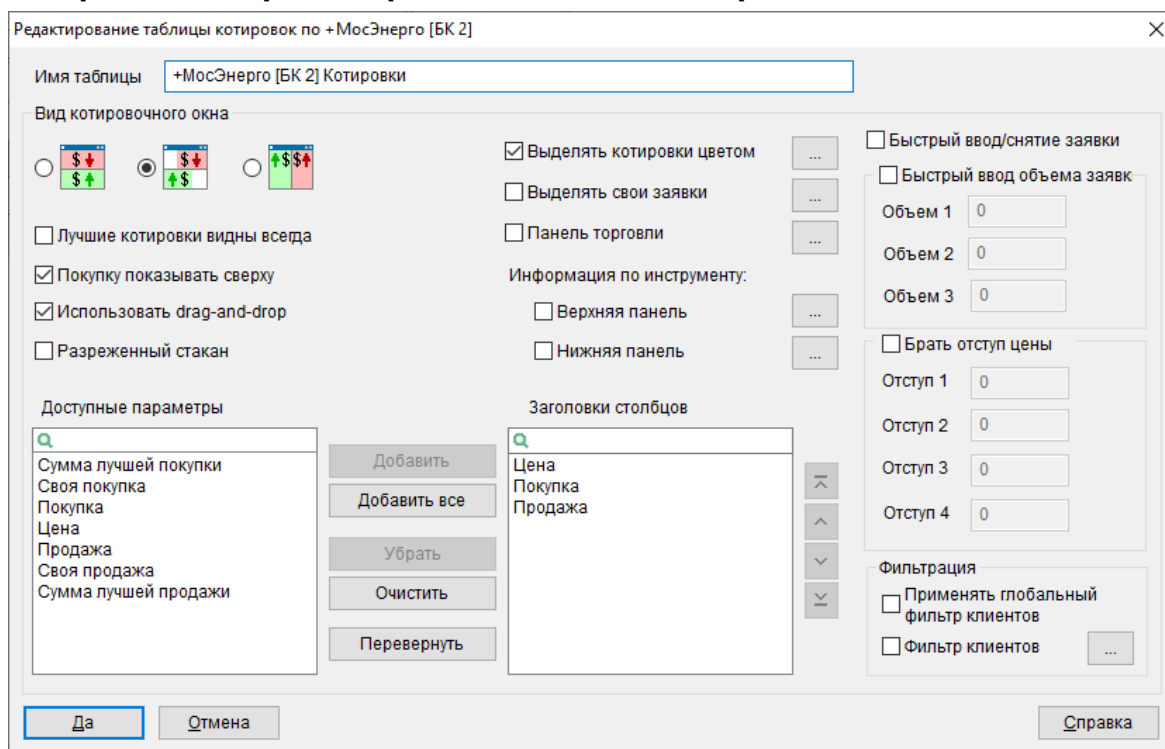 Редактирование таблицы котировок по +МосЭнерго [БК 2]
Имя таблицы
+МосЭнерго [БК 2] Котировки
Вид котировочного окна
$
$
$
$
$$
Лучшие котировки видны всегда
Покупку показывать сверху
Использовать drag-and-drop
Разреженный стакан
Выделять котировки цветом
...
Выделять свои заявки
...
Панель торговли
...
Информация по инструменту:
Верхняя панель
...
Нижняя панель
...
Быстрый ввод/снятие заявки
Быстрый ввод объема заявк
Объем 1
0
Объем 2
0
Объем 3
0
Брать отступ цены
Отступ 1
0
Отступ 2
0
Отступ 3
0
Отступ 4
0
Доступные параметры
Сумма лучшей покупки
Своя покупка
Покупка
Цена
Продажа
Своя продажа
Сумма лучшей продажи
Добавить
Добавить все
Убрать
Очистить
Перевернуть
Заголовки столбцов
Цена
Покупка
Продажа
Фильтрация
Применять глобальный
фильтр клиентов
Фильтр клиентов
...
Да
Отмена
Справка